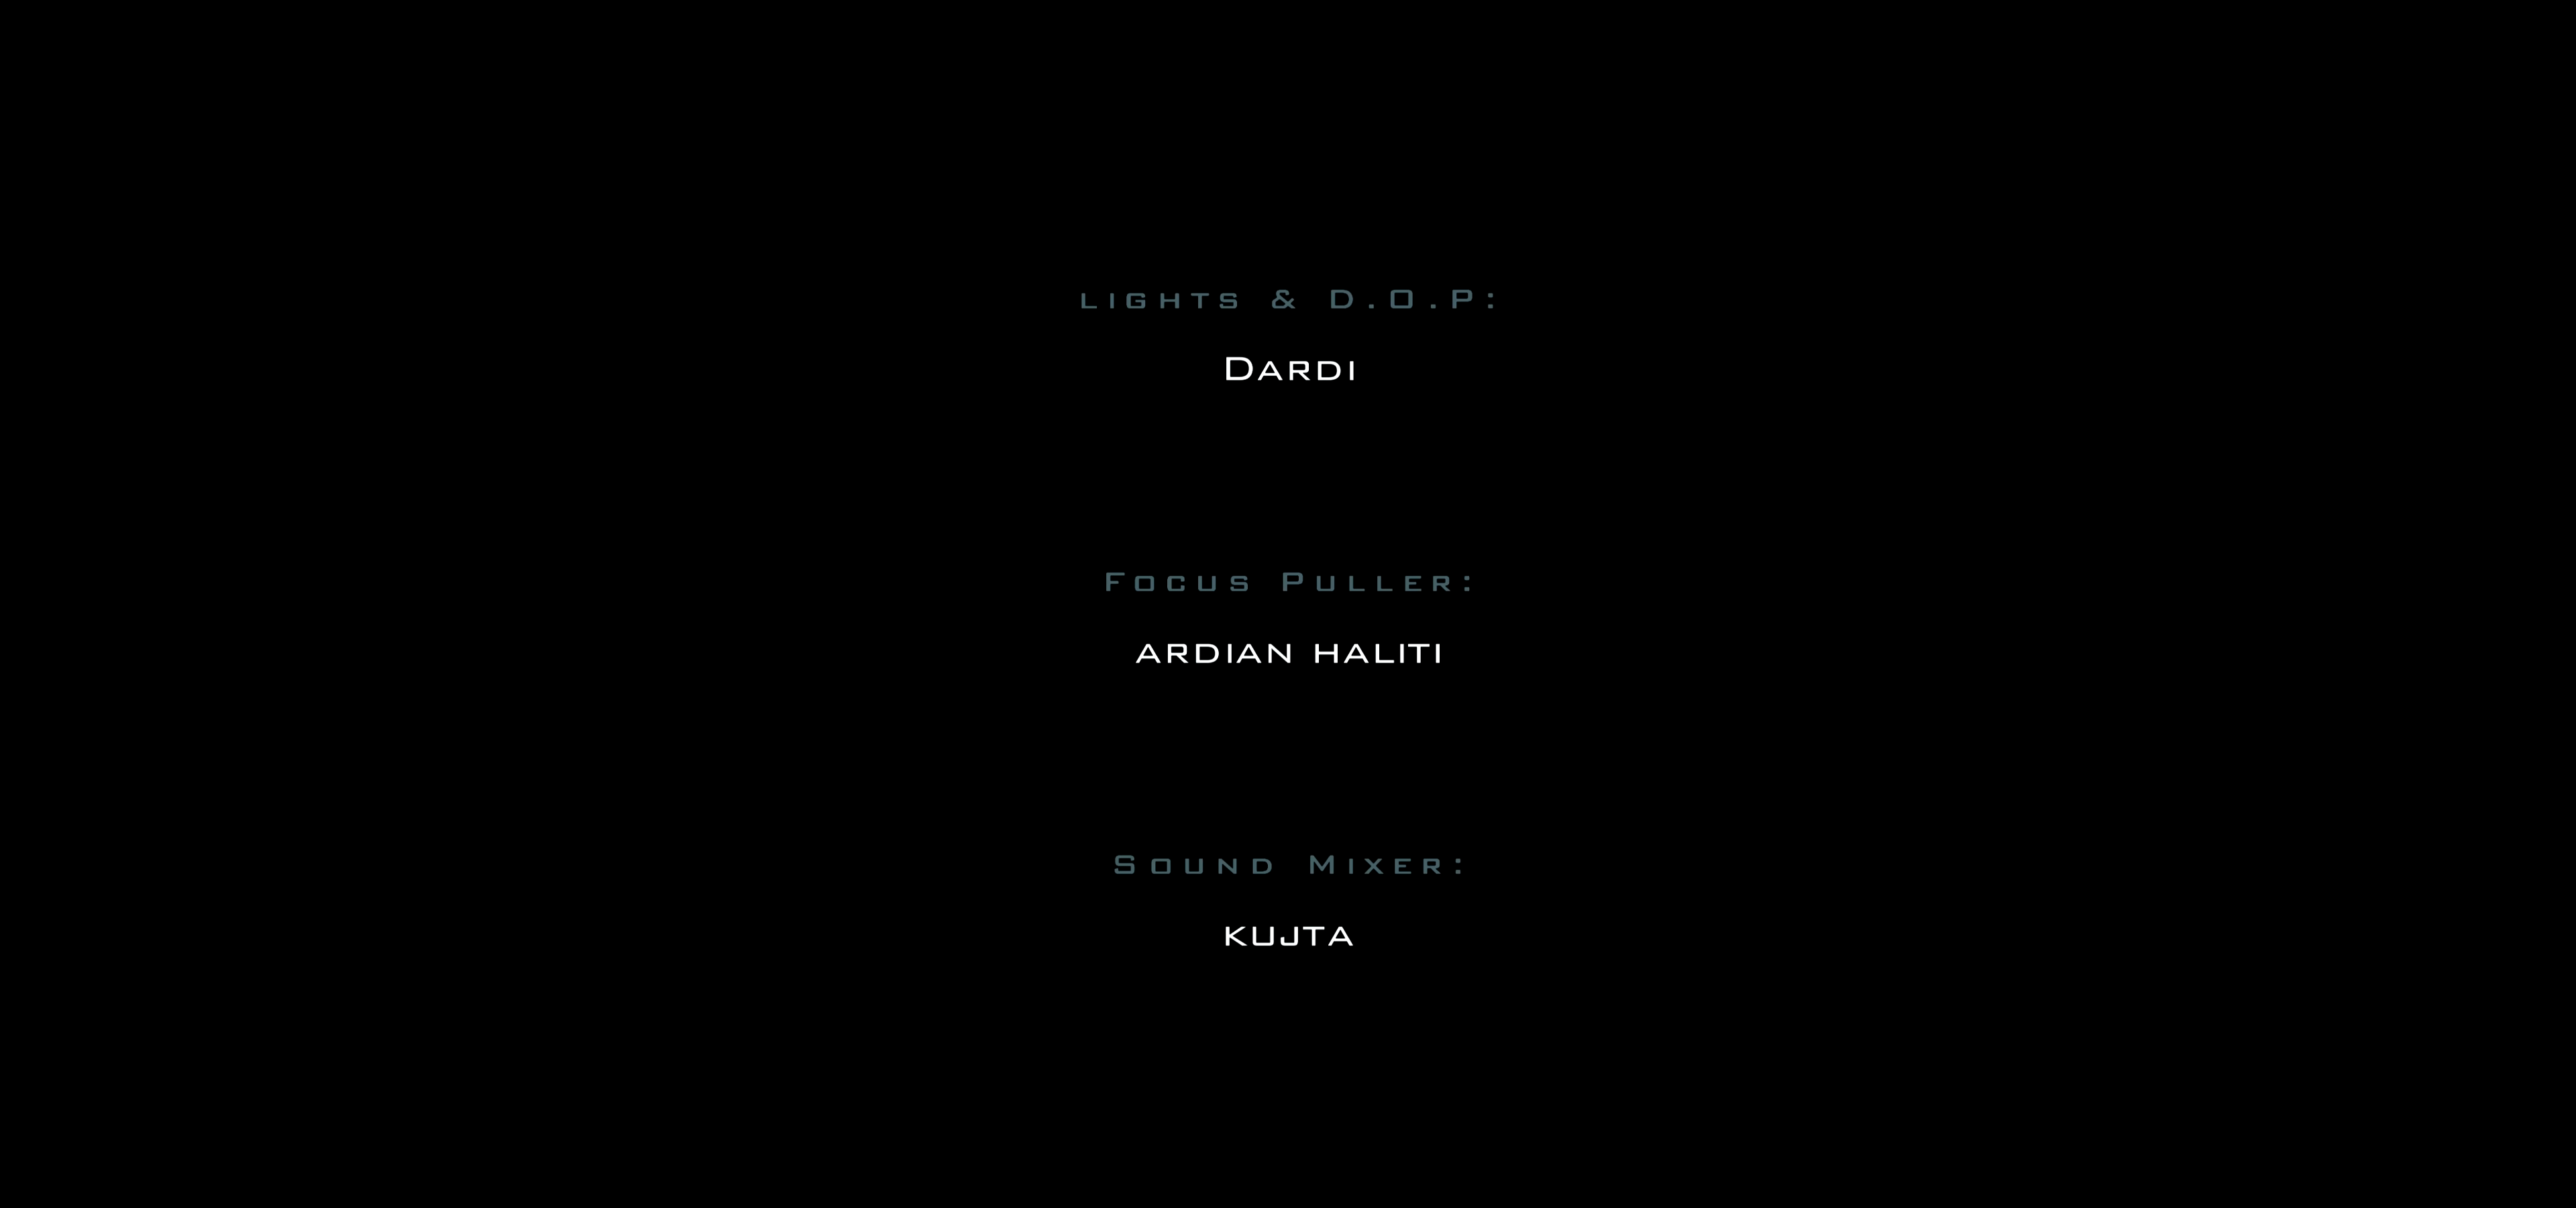 LIGHTS & D.O.P:
DARDI
FOCUS PULLER:
ARDIAN HALITI
SOUND MIXER:
KUJTA